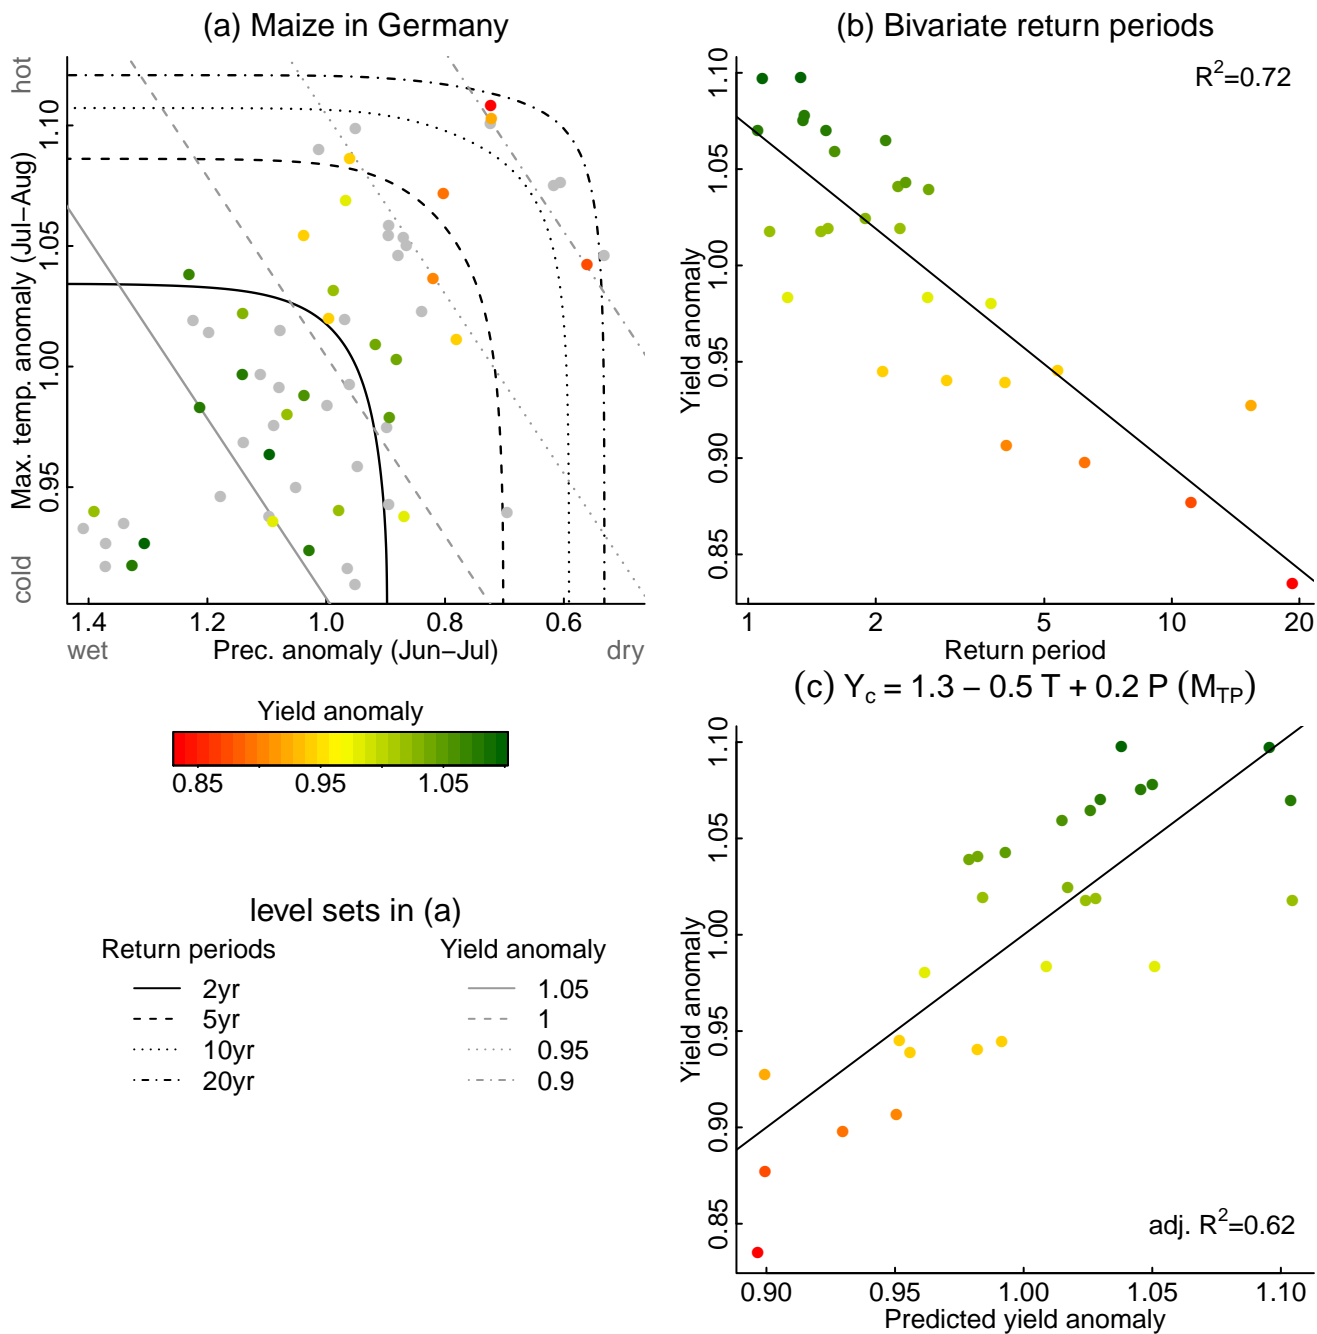 (a) Maize in Germany
Max. temp. anomaly (Jul−Aug)
cold
hot
0.95
1.00
1.05
1.10
1.4
1.2
1.0
0.8
0.6
wet
Prec. anomaly (Jun−Jul)
dry
(b) Bivariate return periods
R²=0.72
Yield anomaly
0.85
0.90
0.95
1.00
1.05
1.10
1
2
5
10
20
Return period
Yield anomaly
0.85
0.95
1.05
level sets in (a)
Return periods
2yr
5yr
10yr
20yr
Yield anomaly
1.05
1
0.95
0.9
(c) Y_c = 1.3 − 0.5 T + 0.2 P (M_TP)
Yield anomaly
0.85
0.90
0.95
1.00
1.05
1.10
adj. R²=0.62
0.90
0.95
1.00
1.05
1.10
Predicted yield anomaly